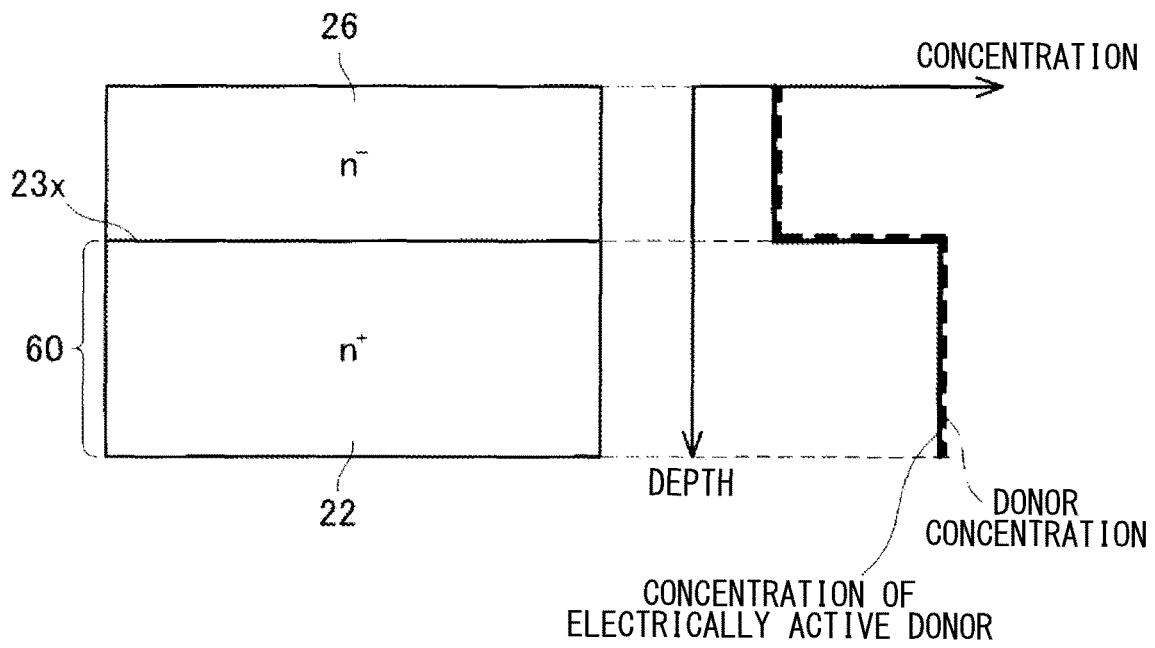 26
CONCENTRATION
n⁻
23x
60
n⁺
22
DEPTH
DONOR
CONCENTRATION
CONCENTRATION OF
ELECTRICALLY ACTIVE DONOR